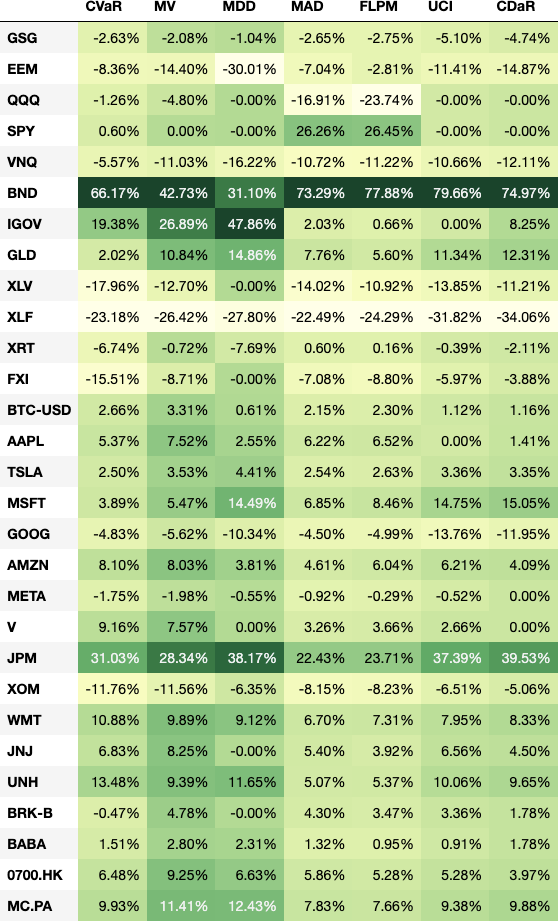 CVaR MV MDD MAD FLPM UCI CDaR
GSG -2.63% -2.08% -1.04% -2.65% -2.75% -5.10% -4.74%
EEM -8.36% -14.40% -30.01% -7.04% -2.81% -11.41% -14.87%
QQQ -1.26% -4.80% -0.00% -16.91% -23.74% -0.00% -0.00%
SPY 0.60% 0.00% -0.00% 26.26% 26.45% -0.00% -0.00%
VNQ -5.57% -11.03% -16.22% -10.72% -11.22% -10.66% -12.11%
BND 66.17% 42.73% 31.10% 73.29% 77.88% 79.66% 74.97%
IGOV 19.38% 26.89% 47.86% 2.03% 0.66% 0.00% 8.25%
GLD 2.02% 10.84% 14.86% 7.76% 5.60% 11.34% 12.31%
XLV -17.96% -12.70% -0.00% -14.02% -10.92% -13.85% -11.21%
XLF -23.18% -26.42% -27.80% -22.49% -24.29% -31.82% -34.06%
XRT -6.74% -0.72% -7.69% 0.60% 0.16% -0.39% -2.11%
FXI -15.51% -8.71% -0.00% -7.08% -8.80% -5.97% -3.88%
BTC-USD 2.66% 3.31% 0.61% 2.15% 2.30% 1.12% 1.16%
AAPL 5.37% 7.52% 2.55% 6.22% 6.52% 0.00% 1.41%
TSLA 2.50% 3.53% 4.41% 2.54% 2.63% 3.36% 3.35%
MSFT 3.89% 5.47% 14.49% 6.85% 8.46% 14.75% 15.05%
GOOG -4.83% -5.62% -10.34% -4.50% -4.99% -13.76% -11.95%
AMZN 8.10% 8.03% 3.81% 4.61% 6.04% 6.21% 4.09%
META -1.75% -1.98% -0.55% -0.92% -0.29% -0.52% 0.00%
V 9.16% 7.57% 0.00% 3.26% 3.66% 2.66% 0.00%
JPM 31.03% 28.34% 38.17% 22.43% 23.71% 37.39% 39.53%
XOM -11.76% -11.56% -6.35% -8.15% -8.23% -6.51% -5.06%
WMT 10.88% 9.89% 9.12% 6.70% 7.31% 7.95% 8.33%
JNJ 6.83% 8.25% -0.00% 5.40% 3.92% 6.56% 4.50%
UNH 13.48% 9.39% 11.65% 5.07% 5.37% 10.06% 9.65%
BRK-B -0.47% 4.78% -0.00% 4.30% 3.47% 3.36% 1.78%
BABA 1.51% 2.80% 2.31% 1.32% 0.95% 0.91% 1.78%
0700.HK 6.48% 9.25% 6.63% 5.86% 5.28% 5.28% 3.97%
MC.PA 9.93% 11.41% 12.43% 7.83% 7.66% 9.38% 9.88%